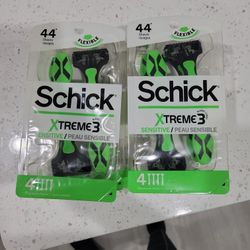 44
FLEXIBLE
Schick
XTREME3
SENSITIVE / PEAU SENSIBLE
4
44
FLEXIBLE
Schick
XTREME3
SENSITIVE / PEAU SENSIBLE
4